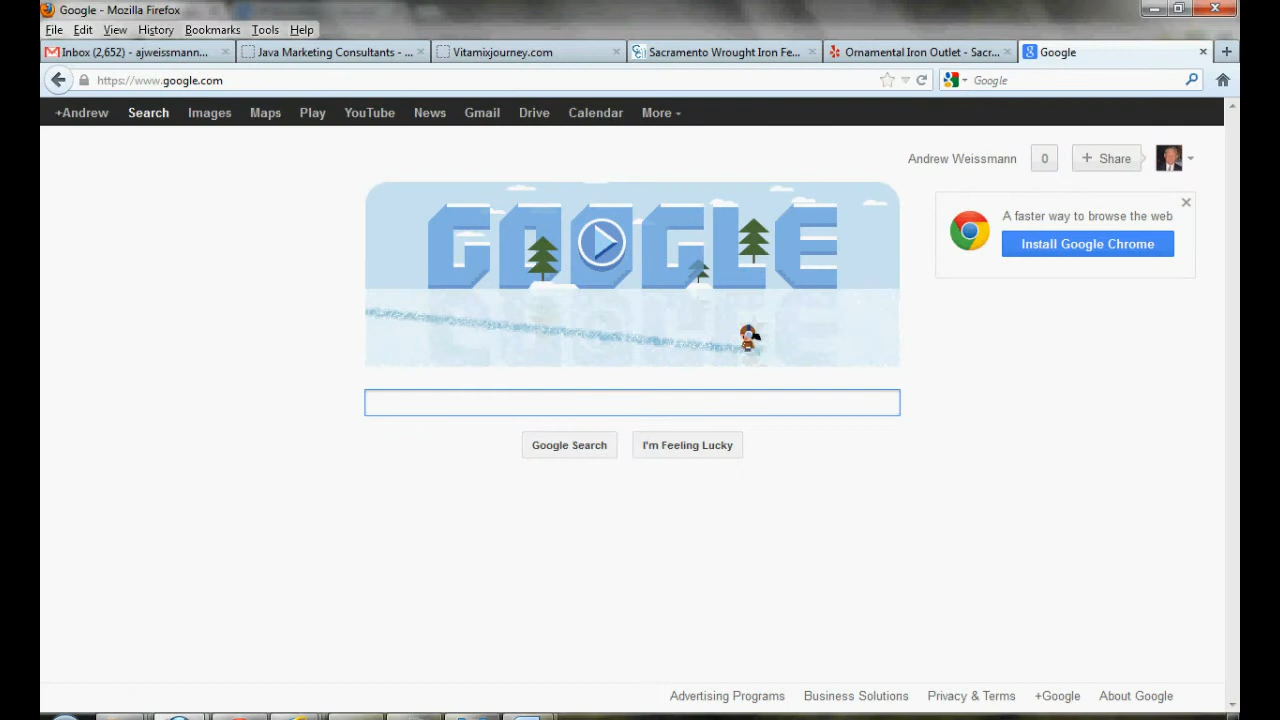 Google - Mozilla Firefox
File Edit View History Bookmarks Tools Help
Inbox (2,652) - ajweissmann... Java Marketing Consultants - ... Vitamixjourney.com Sacramento Wrought Iron Fe... Ornamental Iron Outlet - Sacr... Google
https://www.google.com Google
+Andrew Search Images Maps Play YouTube News Gmail Drive Calendar More
Andrew Weissmann 0 + Share
GOOGLE
A faster way to browse the web
Install Google Chrome
Google Search I'm Feeling Lucky
Advertising Programs Business Solutions Privacy & Terms +Google About Google